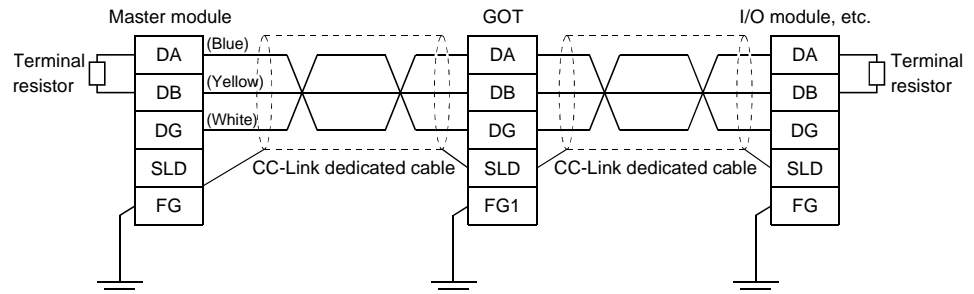 Master module
GOT
I/O module, etc.
Terminal
resistor
DA
(Blue)
DA
DA
Terminal
resistor
DB
(Yellow)
DB
DB
DG
(White)
DG
DG
SLD
CC-Link dedicated cable
SLD
CC-Link dedicated cable
SLD
FG
FG1
FG